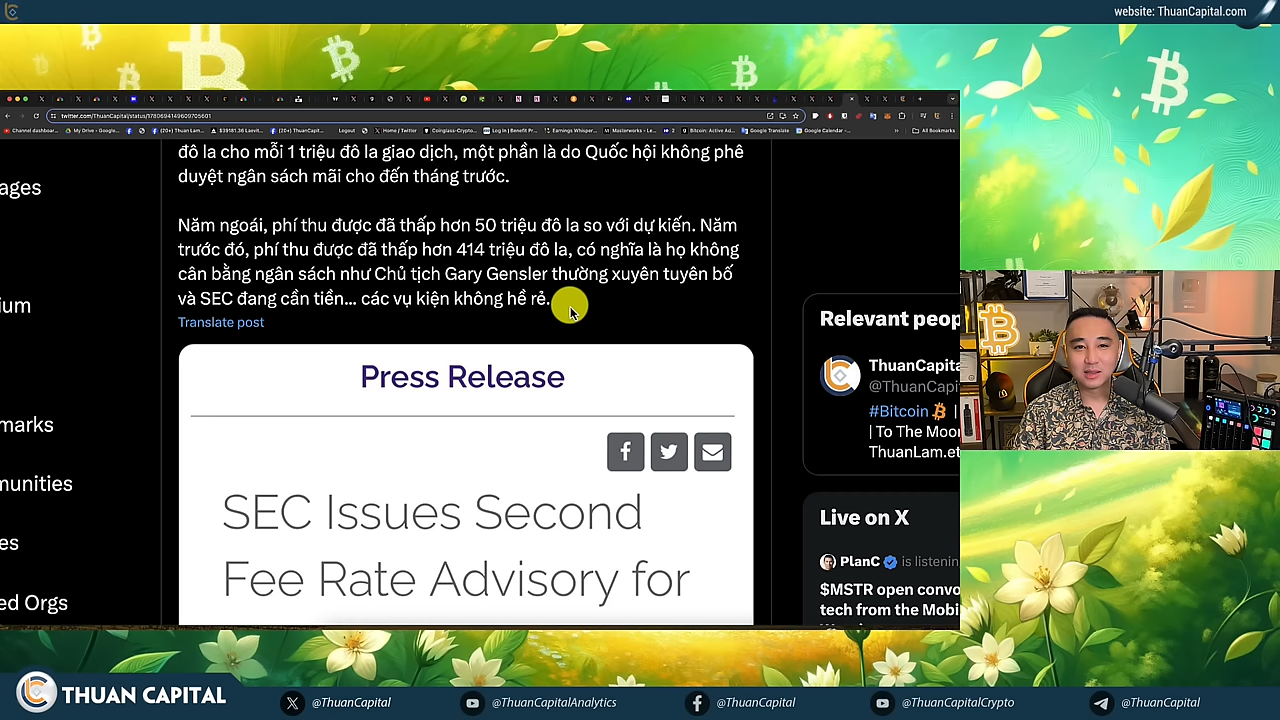 website: ThuanCapital.com
twitter.com/ThuanCapital/status/1780694149609705601
đô la cho mỗi 1 triệu đô la giao dịch, một phần là do Quốc hội không phê
duyệt ngân sách mãi cho đến tháng trước.
ages
Năm ngoái, phí thu được đã thấp hơn 50 triệu đô la so với dự kiến. Năm
trước đó, phí thu được đã thấp hơn 414 triệu đô la, có nghĩa là họ không
cân bằng ngân sách như Chủ tịch Gary Gensler thường xuyên tuyên bố
và SEC đang cần tiền... các vụ kiện không hề rẻ.
ium
Translate post
Press Release
SEC Issues Second
Fee Rate Advisory for
marks
munities
es
ed Orgs
Relevant peop
ThuanCapita
@ThuanCapi
#Bitcoin |
| To The Moo
ThuanLam.et
Live on X
PlanC is listenin
$MSTR open convo
tech from the Mobi
THUAN CAPITAL
@ThuanCapital
@ThuanCapitalAnalytics
@ThuanCapital
@ThuanCapitalCrypto
@ThuanCapital